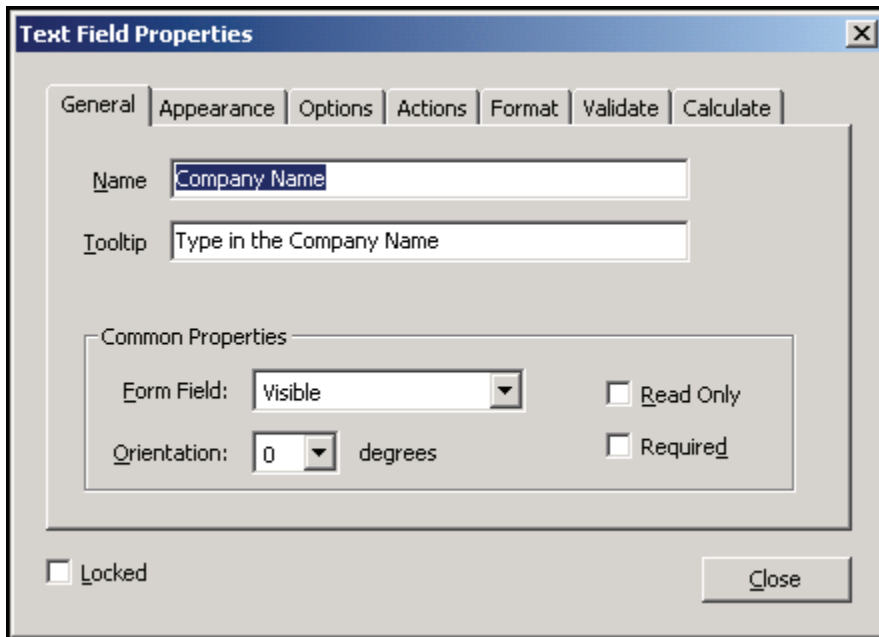 Text Field Properties
General Appearance Options Actions Format Validate Calculate
Name Company Name
Tooltip Type in the Company Name
Common Properties
Form Field: Visible Read Only
Orientation: 0 degrees Required
Locked Close